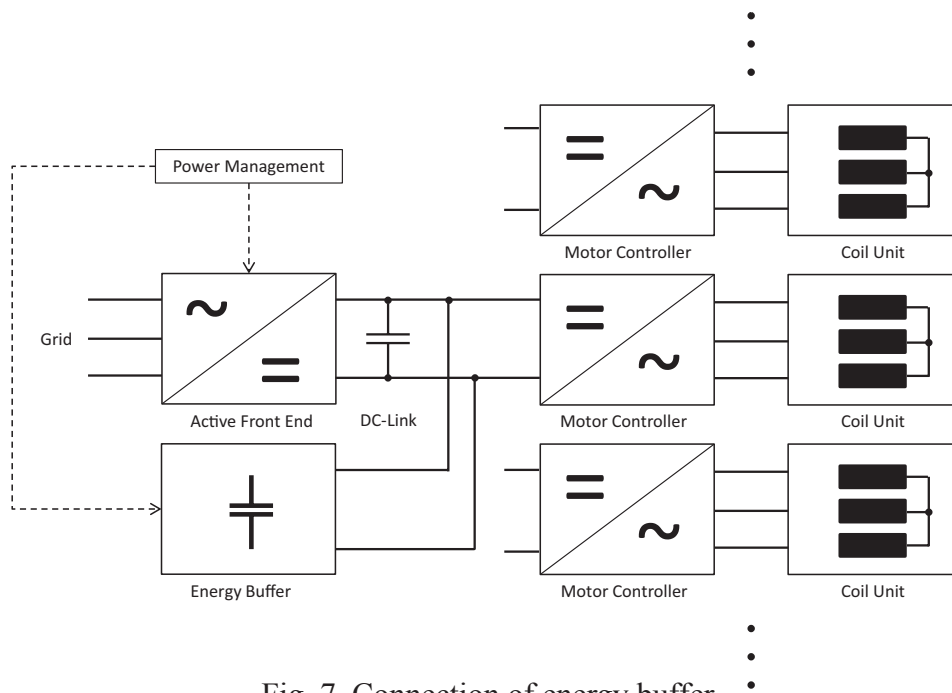 Motor Controller
Coil Unit
Power Management
Grid
Active Front End
DC-Link
Motor Controller
Coil Unit
Energy Buffer
Motor Controller
Coil Unit
Fig. 7. Connection of energy buffer